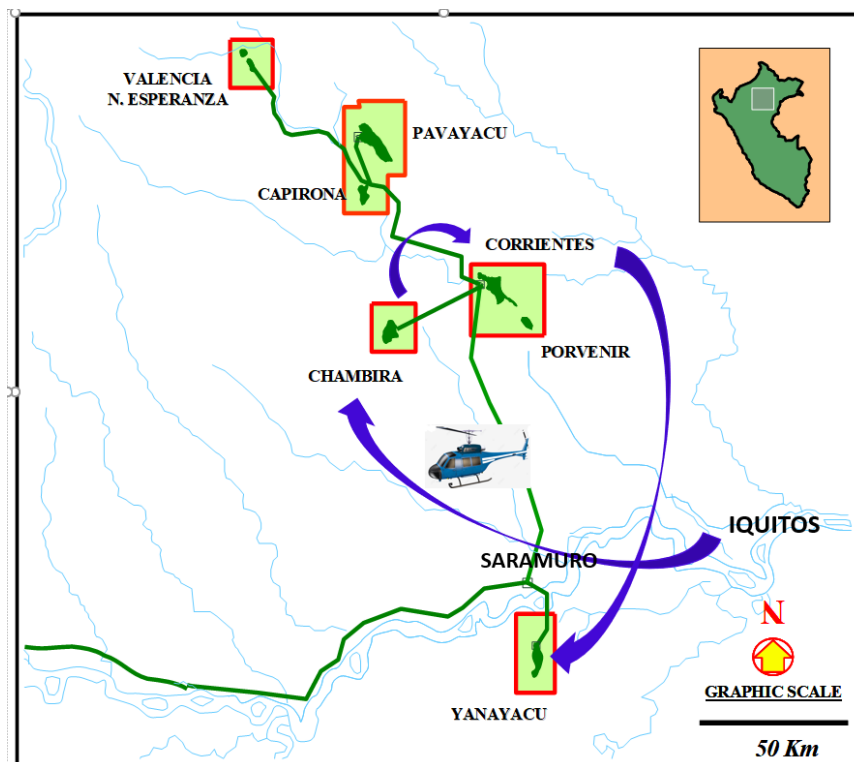 VALENCIA
N. ESPERANZA
PAVAYACU
CAPIRONA
CORRIENTES
PORVENIR
CHAMBIRA
IQUITOS
SARAMURO
N
GRAPHIC SCALE
YANAYACU
50 Km